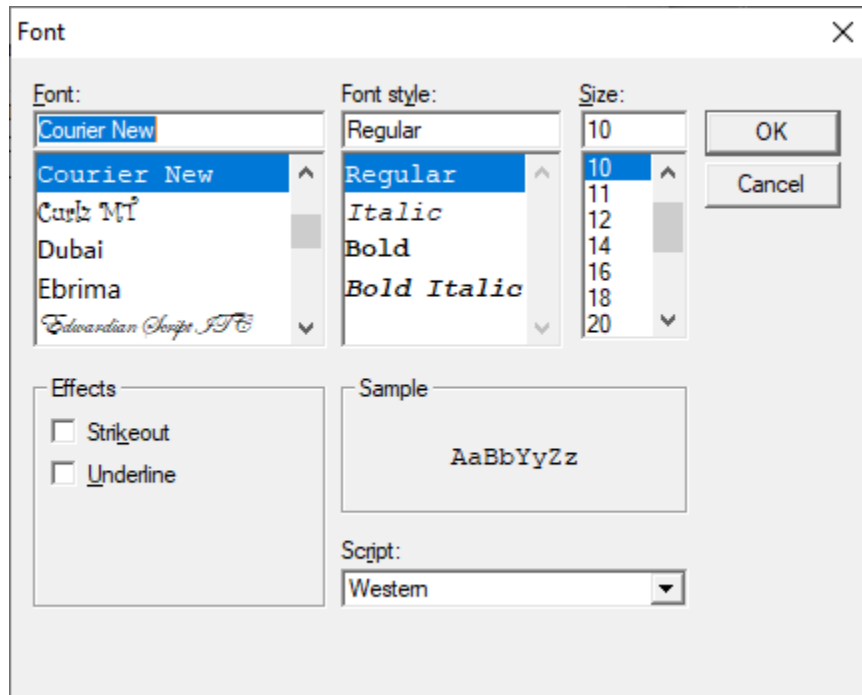 Font
Font:
Courier New
Courier New
Curlz MT
Dubai
Ebrima
Edwardian Script ITC
Font style:
Regular
Regular
Italic
Bold
Bold Italic
Size:
10
10
11
12
14
16
18
20
OK
Cancel
Effects
Strikeout
Underline
Sample
AaBbYyZz
Script:
Western